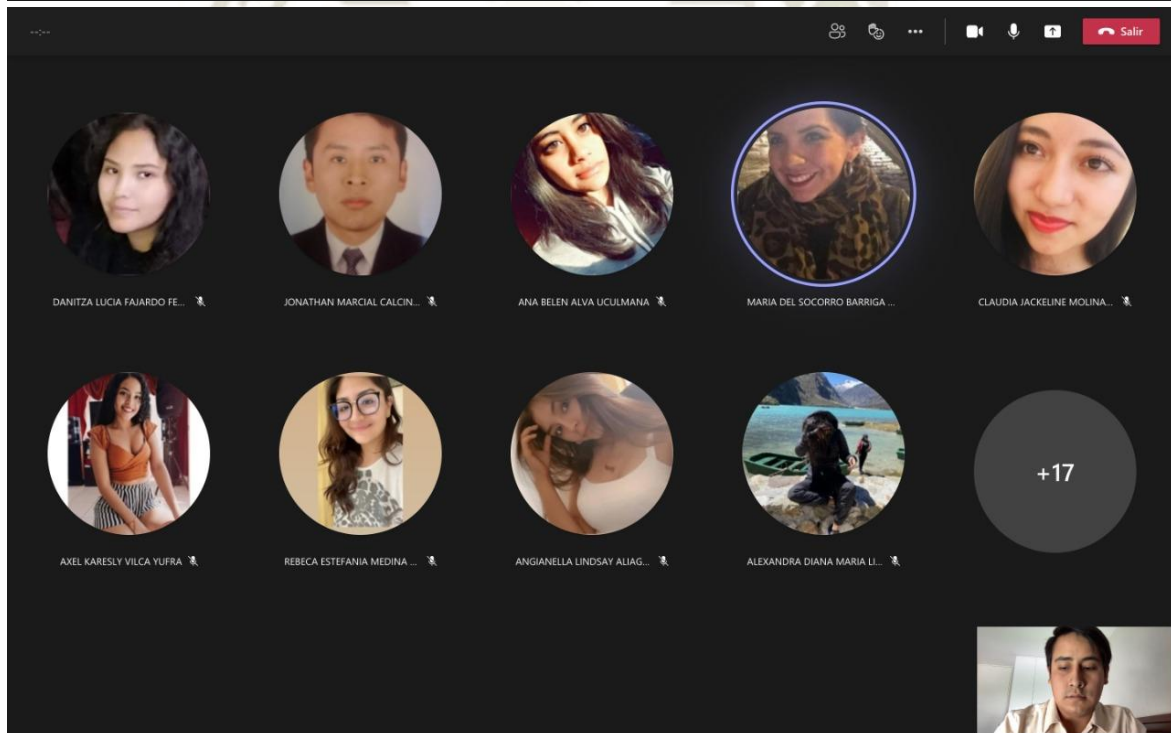 --:--
Salir
DANITZA LUCIA FAJARDO FE...
JONATHAN MARCIAL CALCIN...
ANA BELEN ALVA UCULMANA
MARIA DEL SOCORRO BARRIGA ...
CLAUDIA JACKELINE MOLINA...
+17
AXEL KARESLY VILCA YUFRA
REBECA ESTEFANIA MEDINA ...
ANGIANELLA LINDSAY ALIAG...
ALEXANDRA DIANA MARIA LI...